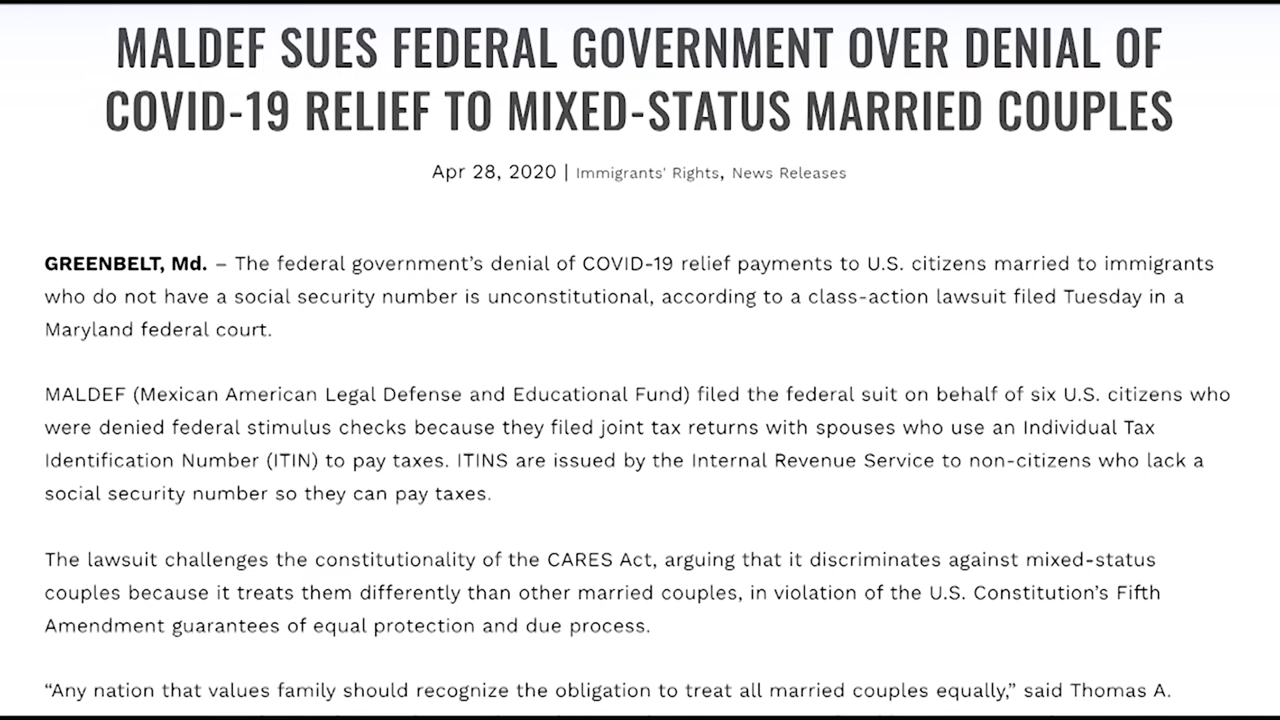 MALDEF SUES FEDERAL GOVERNMENT OVER DENIAL OF
COVID-19 RELIEF TO MIXED-STATUS MARRIED COUPLES
Apr 28, 2020 | Immigrants' Rights, News Releases
GREENBELT, Md. – The federal government’s denial of COVID-19 relief payments to U.S. citizens married to immigrants
who do not have a social security number is unconstitutional, according to a class-action lawsuit filed Tuesday in a
Maryland federal court.
MALDEF (Mexican American Legal Defense and Educational Fund) filed the federal suit on behalf of six U.S. citizens who
were denied federal stimulus checks because they filed joint tax returns with spouses who use an Individual Tax
Identification Number (ITIN) to pay taxes. ITINS are issued by the Internal Revenue Service to non-citizens who lack a
social security number so they can pay taxes.
The lawsuit challenges the constitutionality of the CARES Act, arguing that it discriminates against mixed-status
couples because it treats them differently than other married couples, in violation of the U.S. Constitution’s Fifth
Amendment guarantees of equal protection and due process.
“Any nation that values family should recognize the obligation to treat all married couples equally,” said Thomas A.